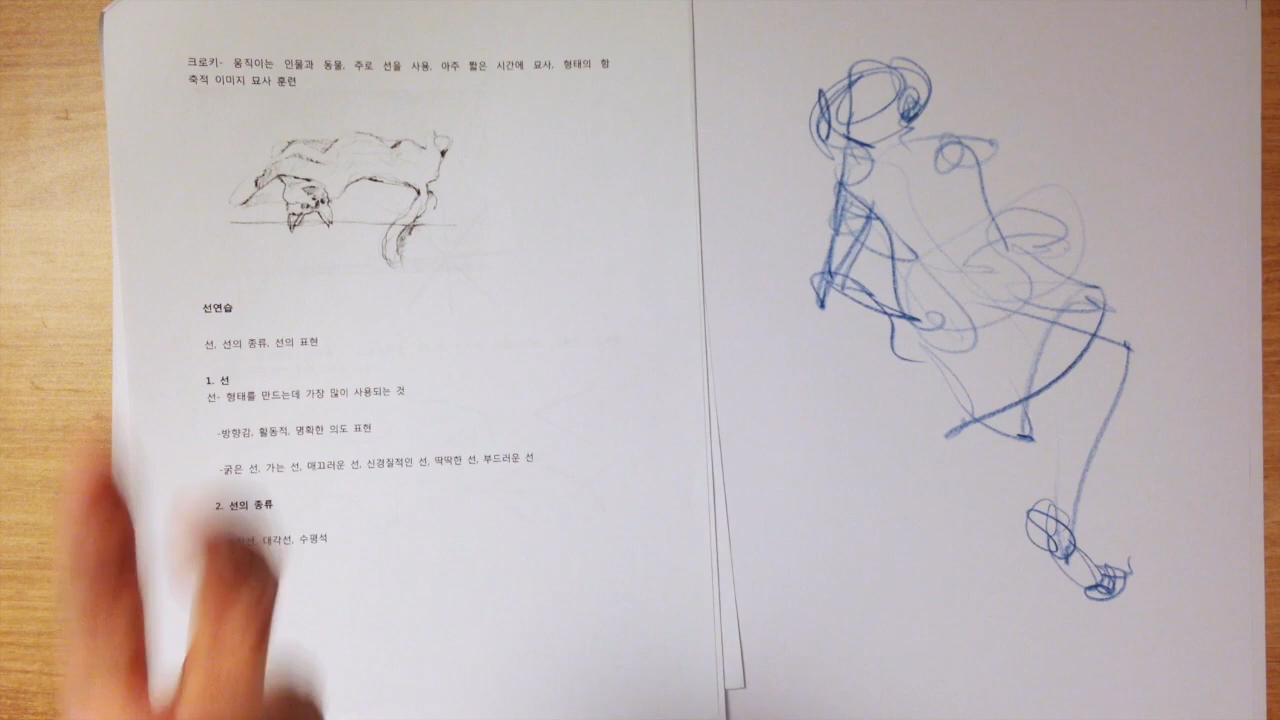 크로키- 움직이는 인물과 동물, 주로 선을 사용, 아주 짧은 시간에 묘사, 형태의 함
축적 이미지 묘사 훈련
선연습
선, 선의 종류, 선의 표현
1. 선
선- 형태를 만드는데 가장 많이 사용되는 것
-방향감, 활동적, 명확한 의도 표현
-굵은 선, 가는 선, 매끄러운 선, 신경질적인 선, 딱딱한 선, 부드러운 선
2. 선의 종류
대각선, 수평석